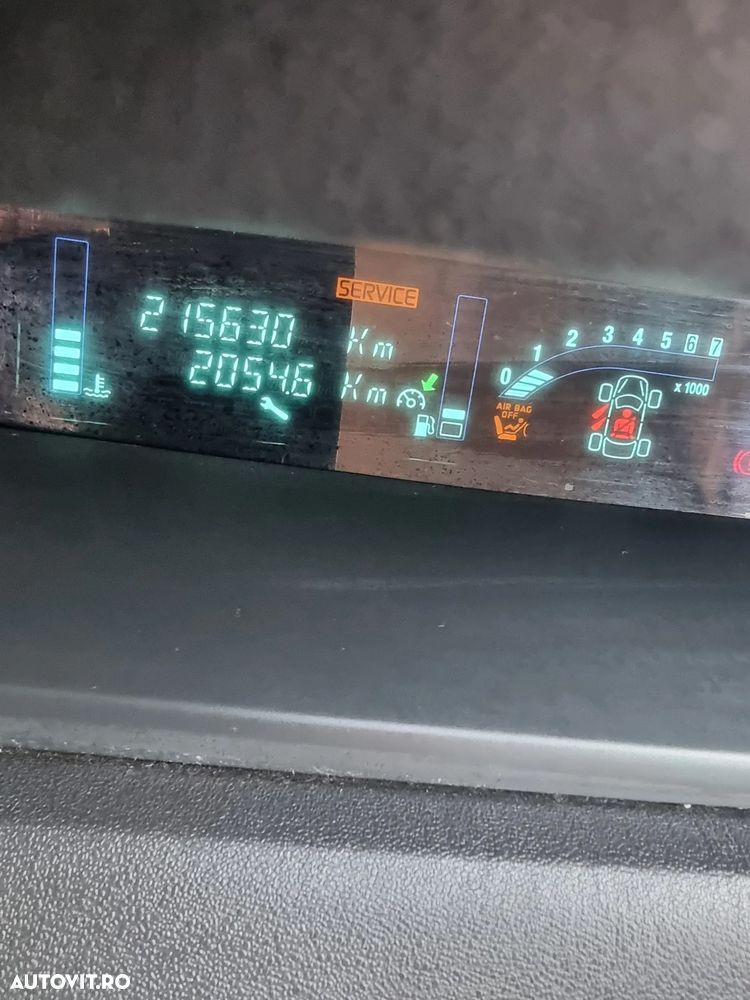 SERVICE
215630 Km
2054.6 Km
0 1 2 3 4 5 6 7
x 1000
AIR BAG
OFF
AUTOVIT.RO